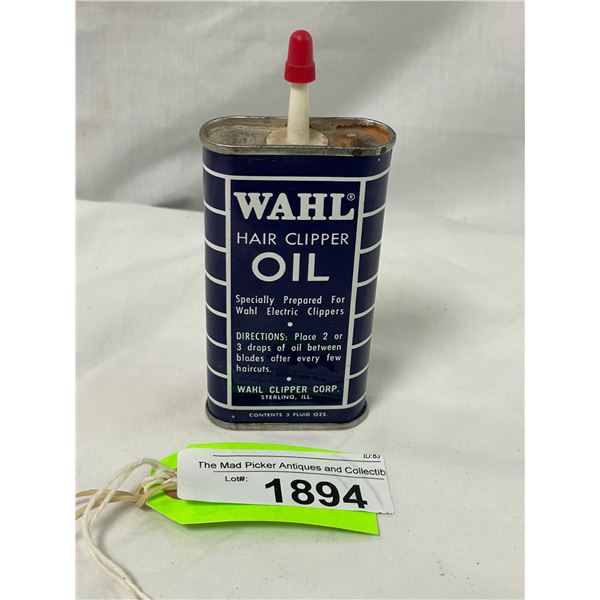 WAHL®
HAIR CLIPPER
OIL
Specially Prepared For
Wahl Electric Clippers
•
DIRECTIONS: Place 2 or
3 drops of oil between
blades after every few
haircuts.
•
WAHL CLIPPER CORP.
STERLING, ILL.
CONTENTS 3 FLUID OZS.
The Mad Picker Antiques and Collectib
Lot#: 1894